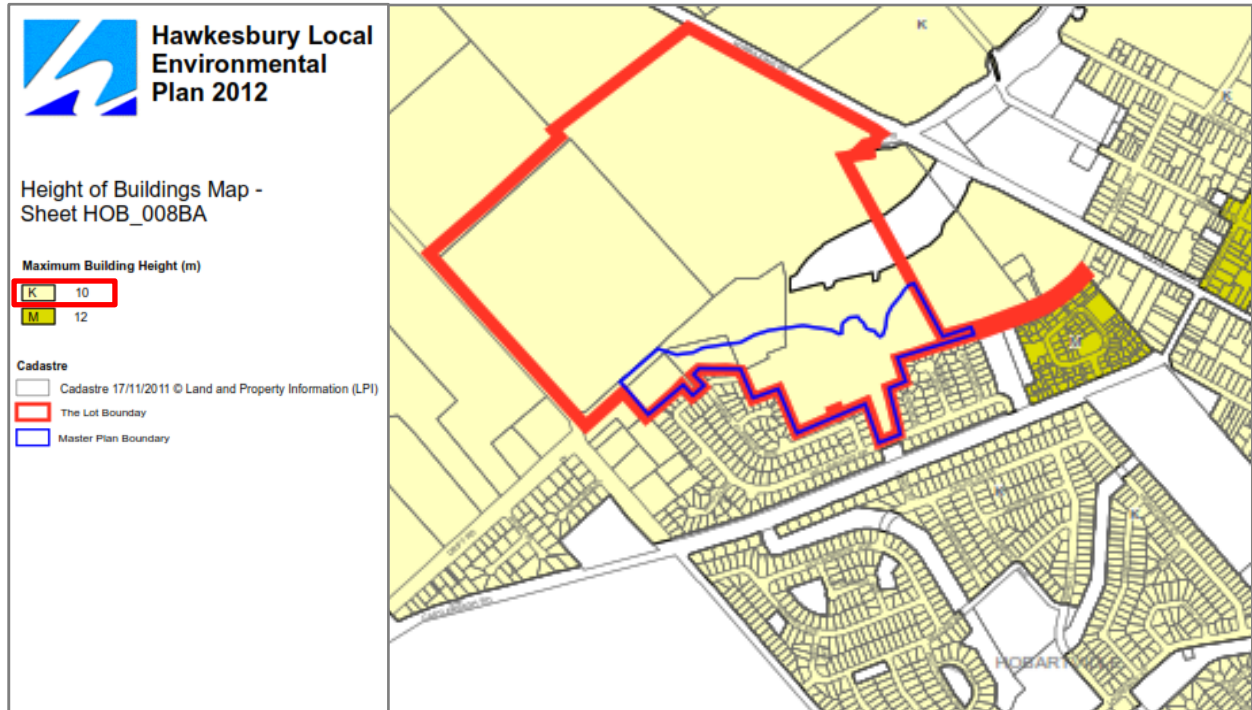 Hawkesbury Local
Environmental
Plan 2012
Height of Buildings Map -
Sheet HOB_008BA
Maximum Building Height (m)
K 10
M 12
Cadastre
Cadastre 17/11/2011 © Land and Property Information (LPI)
The Lot Bounday
Master Plan Boundary
K
K
M
K
K
HOBARTVILLE